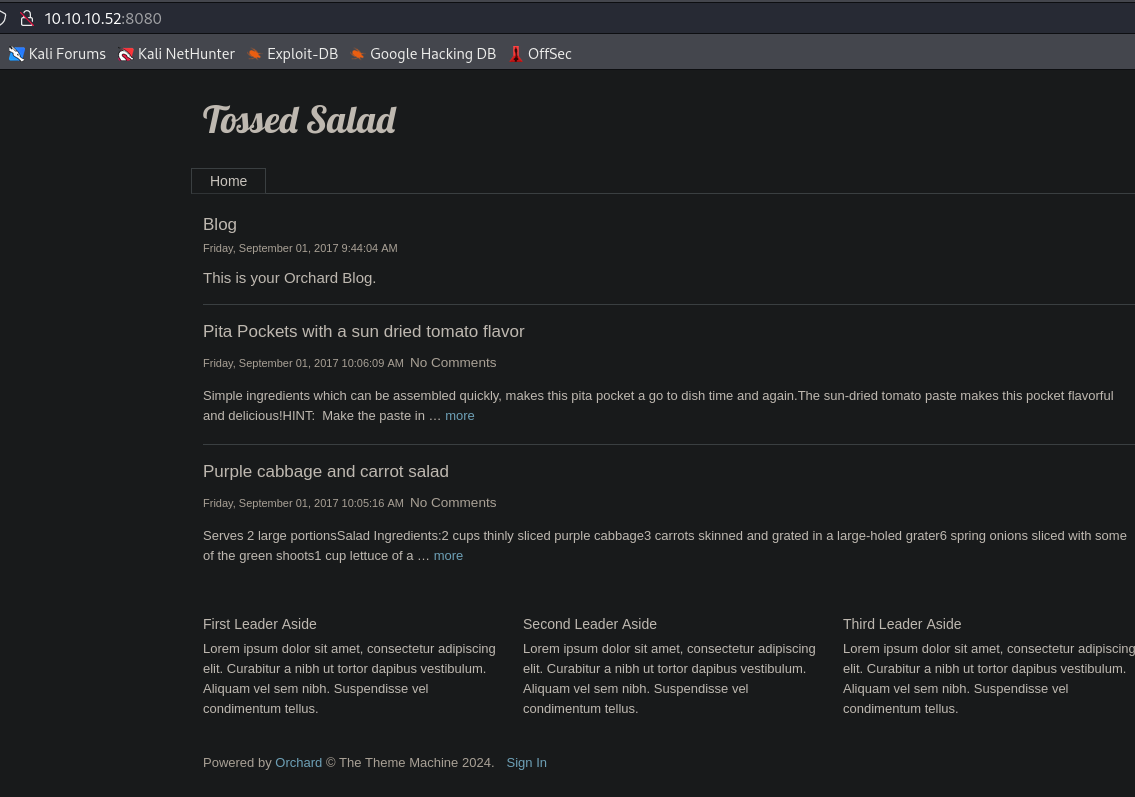 10.10.10.52:8080
Kali Forums Kali NetHunter Exploit-DB Google Hacking DB OffSec
Tossed Salad
Home
Blog
Friday, September 01, 2017 9:44:04 AM
This is your Orchard Blog.
Pita Pockets with a sun dried tomato flavor
Friday, September 01, 2017 10:06:09 AM No Comments
Simple ingredients which can be assembled quickly, makes this pita pocket a go to dish time and again.The sun-dried tomato paste makes this pocket flavorful
and delicious!HINT:  Make the paste in … more
Purple cabbage and carrot salad
Friday, September 01, 2017 10:05:16 AM No Comments
Serves 2 large portionsSalad Ingredients:2 cups thinly sliced purple cabbage3 carrots skinned and grated in a large-holed grater6 spring onions sliced with some
of the green shoots1 cup lettuce of a … more
First Leader Aside
Lorem ipsum dolor sit amet, consectetur adipiscing
elit. Curabitur a nibh ut tortor dapibus vestibulum.
Aliquam vel sem nibh. Suspendisse vel
condimentum tellus.
Second Leader Aside
Lorem ipsum dolor sit amet, consectetur adipiscing
elit. Curabitur a nibh ut tortor dapibus vestibulum.
Aliquam vel sem nibh. Suspendisse vel
condimentum tellus.
Third Leader Aside
Lorem ipsum dolor sit amet, consectetur adipiscing
elit. Curabitur a nibh ut tortor dapibus vestibulum.
Aliquam vel sem nibh. Suspendisse vel
condimentum tellus.
Powered by Orchard © The Theme Machine 2024. Sign In